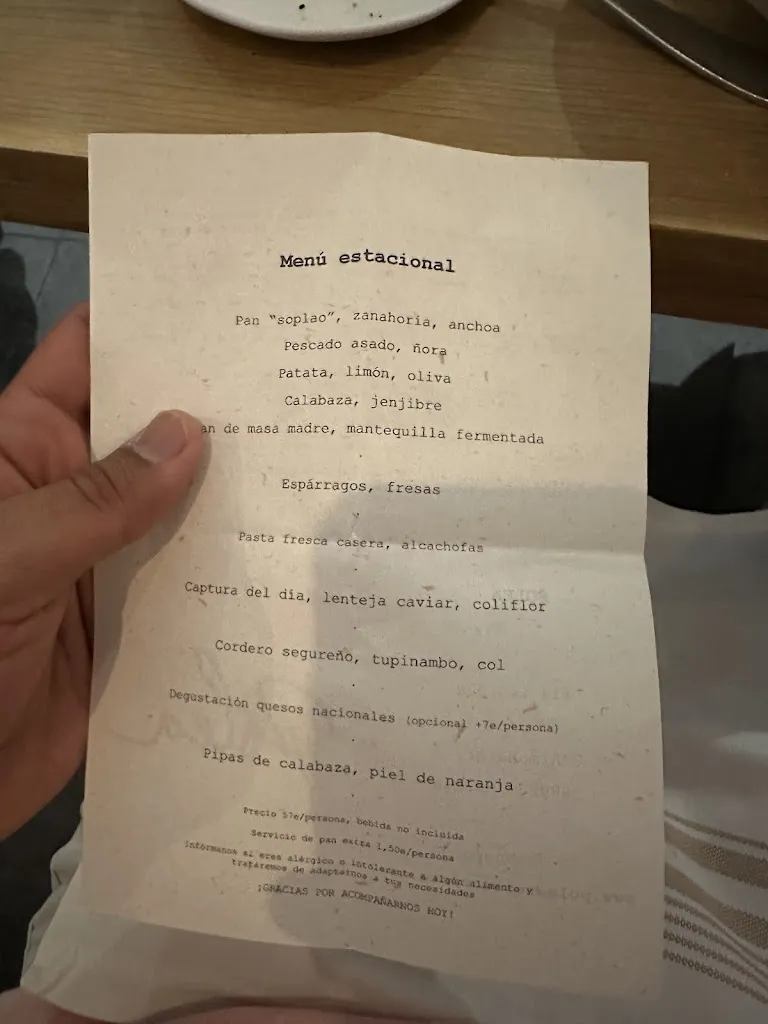 Menú estacional
Pan “soplao”, zanahoria, anchoa
Pescado asado, ñora
Patata, limón, oliva
Calabaza, jenjibre
an de masa madre, mantequilla fermentada
Espárragos, fresas
Pasta fresca casera, alcachofas
Captura del día, lenteja caviar, coliflor
Cordero segureño, tupinambo, col
Degustación quesos nacionales (opcional +7e/persona)
Pipas de calabaza, piel de naranja
Precio 57e/persona, bebida no incluida
Servicio de pan extra 1,50e/persona
Infórmanos si eres alérgico o intolerante a algún alimento y
trataremos de adaptarnos a tus necesidades
¡GRACIAS POR ACOMPAÑARNOS HOY!